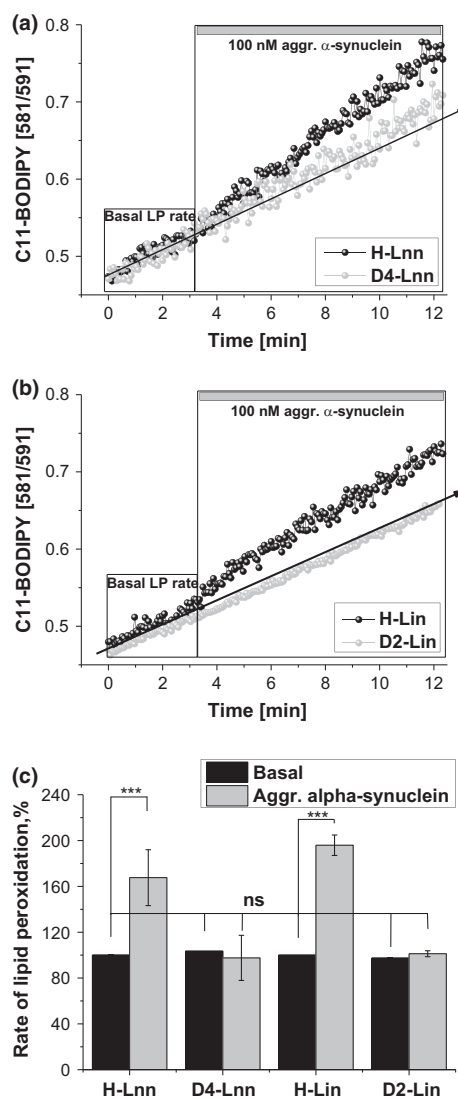 (a)
0.8
100 nM aggr. α-synuclein
0.7
C11-BODIPY [581/591]
0.6
Basal LP rate
0.5
H-Lnn
D4-Lnn
0 2 4 6 8 10 12
Time [min]
(b)
0.8
100 nM aggr. α-synuclein
0.7
C11-BODIPY [581/591]
0.6
Basal LP rate
0.5
H-Lin
D2-Lin
0 2 4 6 8 10 12
Time [min]
(c)
Basal
Aggr. alpha-synuclein
240
*** ***
200
160
ns
120
80
40
0
Rate of lipid peroxidation,%
H-Lnn D4-Lnn H-Lin D2-Lin